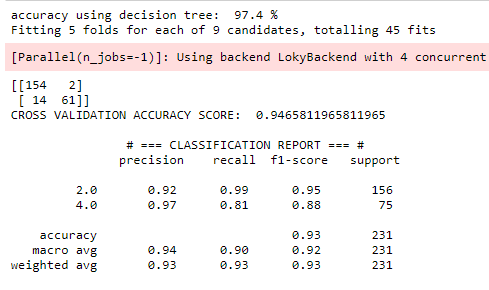 accuracy using decision tree:  97.4 %
Fitting 5 folds for each of 9 candidates, totalling 45 fits
[Parallel(n_jobs=-1)]: Using backend LokyBackend with 4 concurrent
[[154   2]
 [ 14  61]]
CROSS VALIDATION ACCURACY SCORE:  0.9465811965811965
# === CLASSIFICATION REPORT === #
precision    recall  f1-score   support
2.0       0.92      0.99      0.95       156
4.0       0.97      0.81      0.88        75
accuracy                           0.93       231
macro avg       0.94      0.90      0.92       231
weighted avg       0.93      0.93      0.93       231